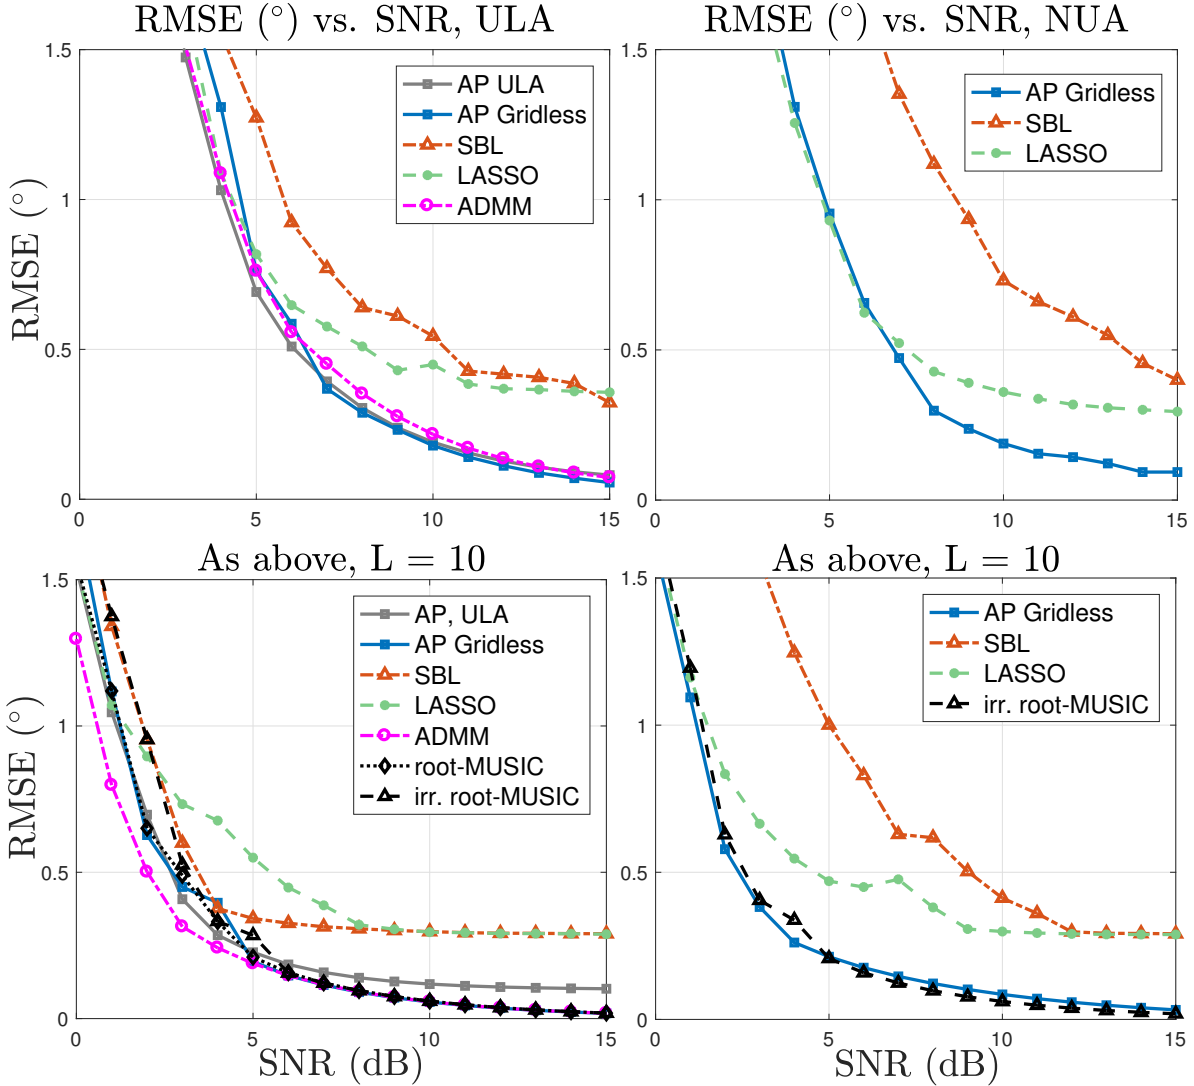 RMSE (°) vs. SNR, ULA
1.5
1
0.5
0
0
5
10
15
RMSE (°)
AP ULA
AP Gridless
SBL
LASSO
ADMM
RMSE (°) vs. SNR, NUA
1.5
1
0.5
0
0
5
10
15
AP Gridless
SBL
LASSO
As above, L = 10
1.5
1
0.5
0
0
5
10
15
RMSE (°)
SNR (dB)
AP, ULA
AP Gridless
SBL
LASSO
ADMM
root-MUSIC
irr. root-MUSIC
As above, L = 10
1.5
1
0.5
0
0
5
10
15
SNR (dB)
AP Gridless
SBL
LASSO
irr. root-MUSIC